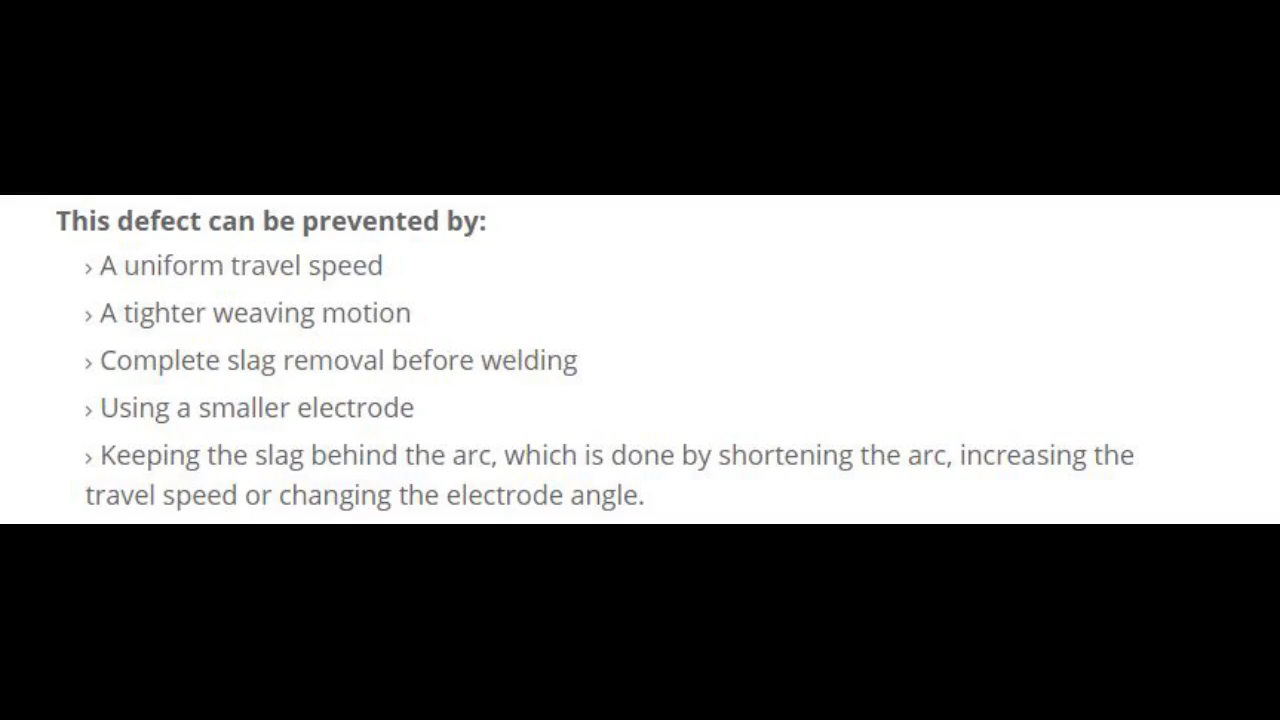 This defect can be prevented by:
› A uniform travel speed
› A tighter weaving motion
› Complete slag removal before welding
› Using a smaller electrode
› Keeping the slag behind the arc, which is done by shortening the arc, increasing the
travel speed or changing the electrode angle.